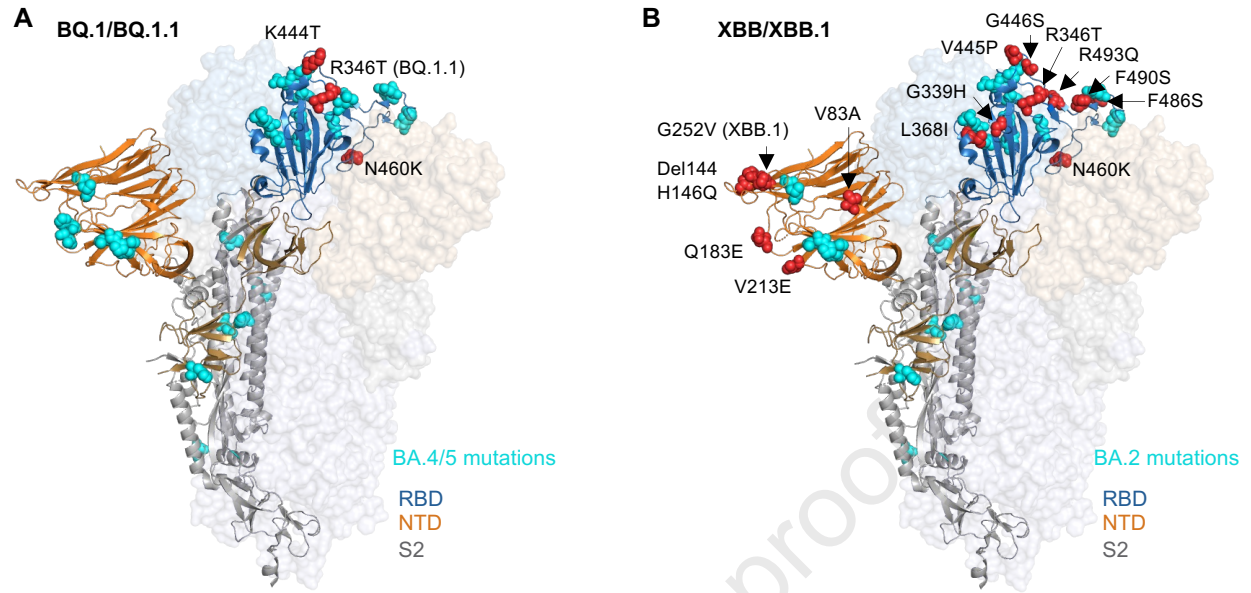 A
BQ.1/BQ.1.1
K444T
R346T (BQ.1.1)
N460K
BA.4/5 mutations
RBD
NTD
S2
B
XBB/XBB.1
G446S
V445P
R346T
R493Q
G339H
F490S
F486S
L368I
V83A
G252V (XBB.1)
Del144
H146Q
N460K
Q183E
V213E
BA.2 mutations
RBD
NTD
S2
proof